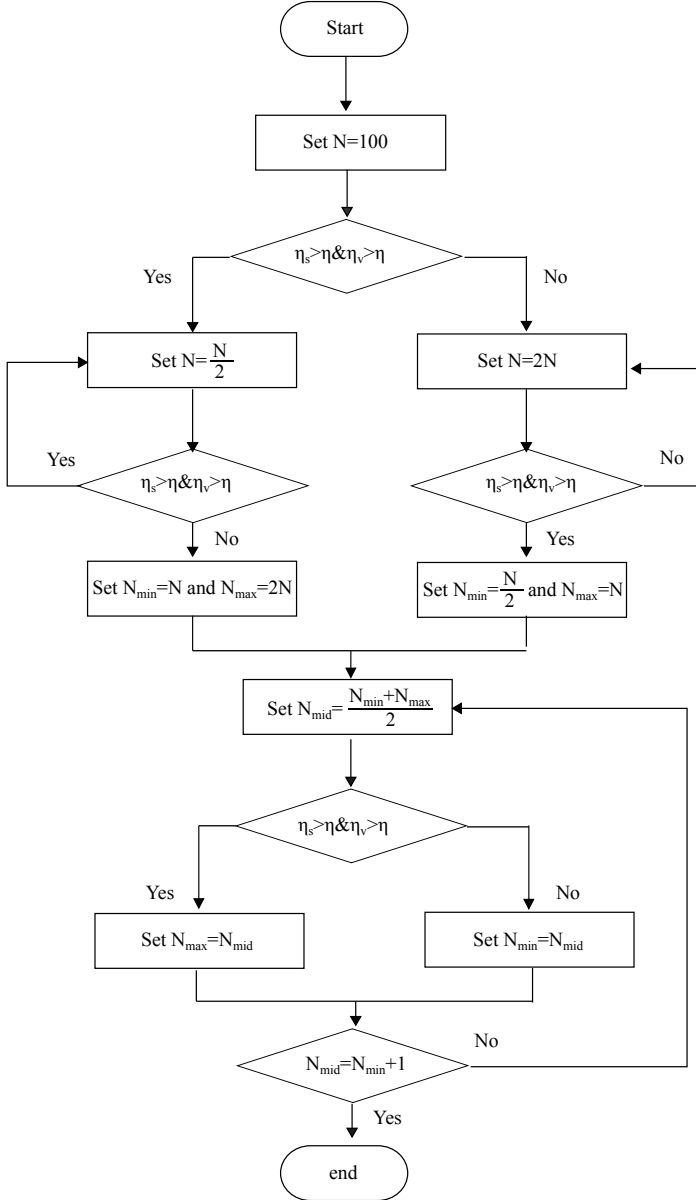 Start
Set N=100
ηs>η&ηv>η
Yes
No
Set N=N/2
Set N=2N
Yes
ηs>η&ηv>η
ηs>η&ηv>η
No
No
Yes
Set Nmin=N and Nmax=2N
Set Nmin=N/2 and Nmax=N
Set Nmid=Nmin+Nmax/2
ηs>η&ηv>η
Yes
No
Set Nmax=Nmid
Set Nmin=Nmid
Nmid=Nmin+1
No
Yes
end